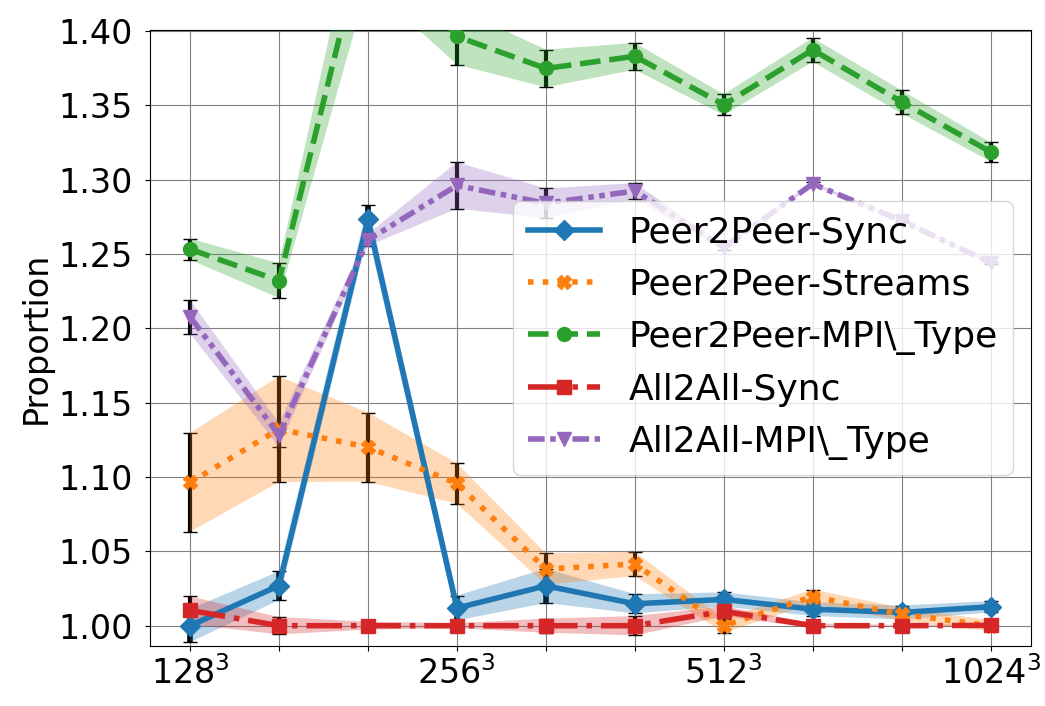 1.40
1.35
1.30
1.25
1.20
1.15
1.10
1.05
1.00
Proportion
Peer2Peer-Sync
Peer2Peer-Streams
Peer2Peer-MPI\_Type
All2All-Sync
All2All-MPI\_Type
128³ 256³ 512³ 1024³